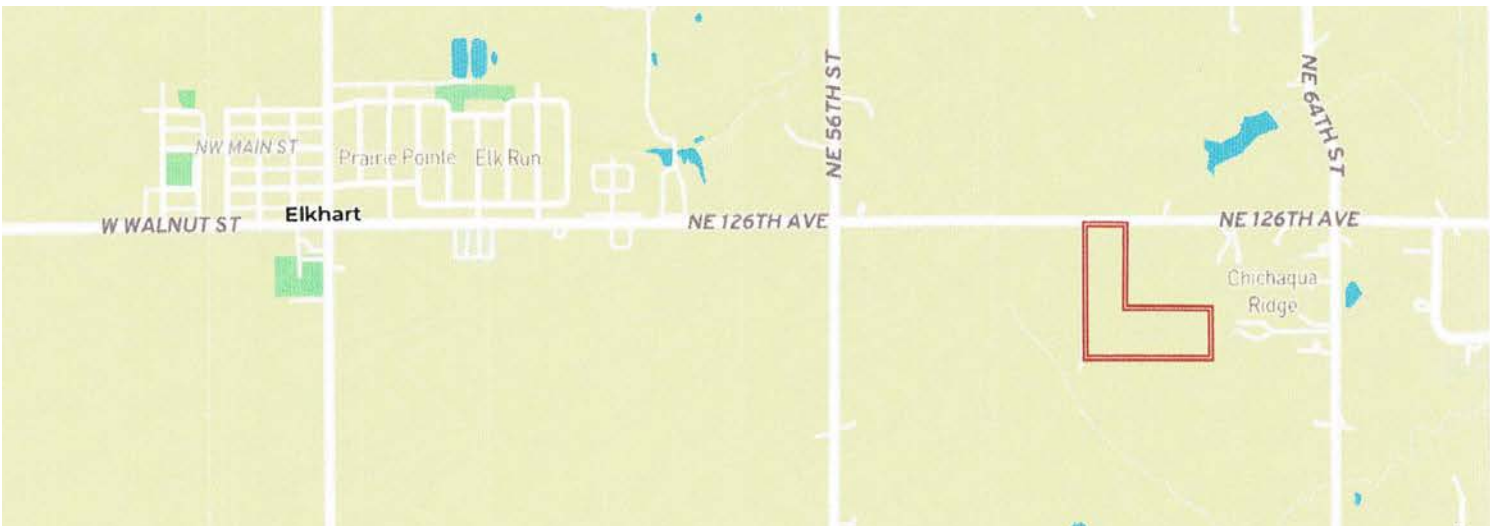 NE 56TH ST
NE 64TH ST
NW MAIN ST
Prairie Pointe
Elk Run
Elkhart
W WALNUT ST
NE 126TH AVE
NE 126TH AVE
Chichaqua
Ridge